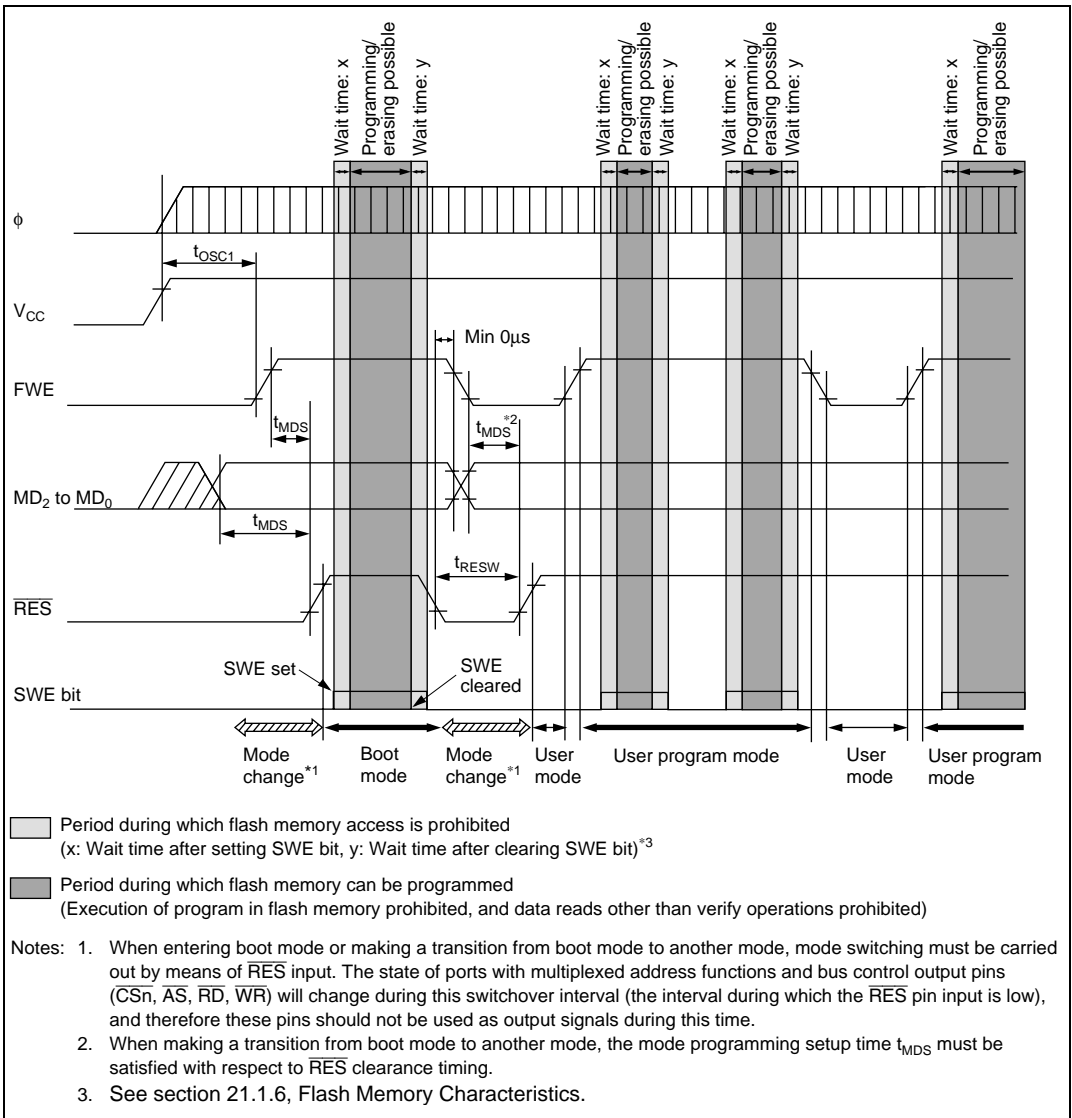 Wait time: x
Programming/
erasing possible
Wait time: y
Wait time: x
Programming/
erasing possible
Wait time: y
Wait time: x
Programming/
erasing possible
Wait time: y
Wait time: x
Programming/
erasing possible
ϕ
tOSC1
VCC
Min 0µs
FWE
tMDS
tMDS*2
MD2 to MD0
tMDS
tRESW
RES
SWE set
SWE
cleared
SWE bit
Mode
change*1
Boot
mode
Mode
change*1
User
mode
User program mode
User
mode
User program
mode
Period during which flash memory access is prohibited
(x: Wait time after setting SWE bit, y: Wait time after clearing SWE bit)*3
Period during which flash memory can be programmed
(Execution of program in flash memory prohibited, and data reads other than verify operations prohibited)
Notes: 1. When entering boot mode or making a transition from boot mode to another mode, mode switching must be carried
out by means of RES input. The state of ports with multiplexed address functions and bus control output pins
(CSn, AS, RD, WR) will change during this switchover interval (the interval during which the RES pin input is low),
and therefore these pins should not be used as output signals during this time.
2. When making a transition from boot mode to another mode, the mode programming setup time tMDS must be
satisfied with respect to RES clearance timing.
3. See section 21.1.6, Flash Memory Characteristics.